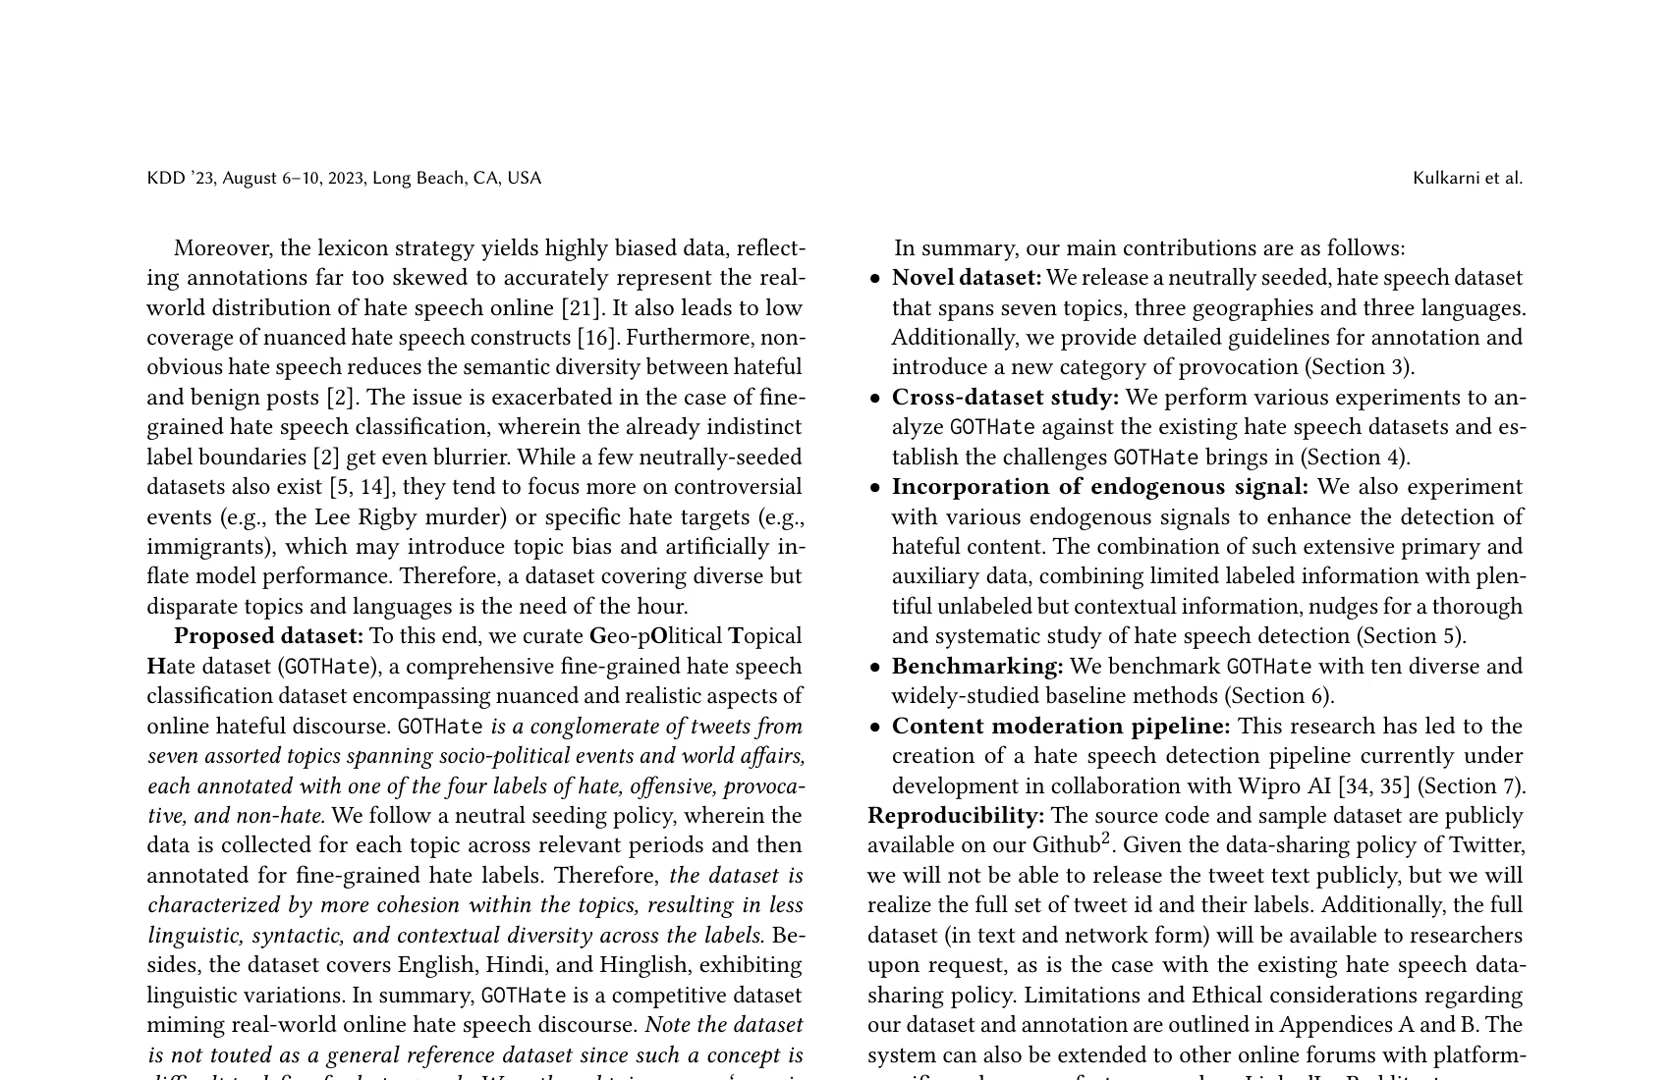 KDD ’23, August 6–10, 2023, Long Beach, CA, USA
Kulkarni et al.
Moreover, the lexicon strategy yields highly biased data, reflect-
ing annotations far too skewed to accurately represent the real-
world distribution of hate speech online [21]. It also leads to low
coverage of nuanced hate speech constructs [16]. Furthermore, non-
obvious hate speech reduces the semantic diversity between hateful
and benign posts [2]. The issue is exacerbated in the case of fine-
grained hate speech classification, wherein the already indistinct
label boundaries [2] get even blurrier. While a few neutrally-seeded
datasets also exist [5, 14], they tend to focus more on controversial
events (e.g., the Lee Rigby murder) or specific hate targets (e.g.,
immigrants), which may introduce topic bias and artificially in-
flate model performance. Therefore, a dataset covering diverse but
disparate topics and languages is the need of the hour.
Proposed dataset: To this end, we curate Geo-pOlitical Topical
Hate dataset (GOTHate), a comprehensive fine-grained hate speech
classification dataset encompassing nuanced and realistic aspects of
online hateful discourse. GOTHate is a conglomerate of tweets from
seven assorted topics spanning socio-political events and world affairs,
each annotated with one of the four labels of hate, offensive, provoca-
tive, and non-hate. We follow a neutral seeding policy, wherein the
data is collected for each topic across relevant periods and then
annotated for fine-grained hate labels. Therefore, the dataset is
characterized by more cohesion within the topics, resulting in less
linguistic, syntactic, and contextual diversity across the labels. Be-
sides, the dataset covers English, Hindi, and Hinglish, exhibiting
linguistic variations. In summary, GOTHate is a competitive dataset
miming real-world online hate speech discourse. Note the dataset
is not touted as a general reference dataset since such a concept is
In summary, our main contributions are as follows:
• Novel dataset: We release a neutrally seeded, hate speech dataset
that spans seven topics, three geographies and three languages.
Additionally, we provide detailed guidelines for annotation and
introduce a new category of provocation (Section 3).
• Cross-dataset study: We perform various experiments to an-
alyze GOTHate against the existing hate speech datasets and es-
tablish the challenges GOTHate brings in (Section 4).
• Incorporation of endogenous signal: We also experiment
with various endogenous signals to enhance the detection of
hateful content. The combination of such extensive primary and
auxiliary data, combining limited labeled information with plen-
tiful unlabeled but contextual information, nudges for a thorough
and systematic study of hate speech detection (Section 5).
• Benchmarking: We benchmark GOTHate with ten diverse and
widely-studied baseline methods (Section 6).
• Content moderation pipeline: This research has led to the
creation of a hate speech detection pipeline currently under
development in collaboration with Wipro AI [34, 35] (Section 7).
Reproducibility: The source code and sample dataset are publicly
available on our Github2. Given the data-sharing policy of Twitter,
we will not be able to release the tweet text publicly, but we will
realize the full set of tweet id and their labels. Additionally, the full
dataset (in text and network form) will be available to researchers
upon request, as is the case with the existing hate speech data-
sharing policy. Limitations and Ethical considerations regarding
our dataset and annotation are outlined in Appendices A and B. The
system can also be extended to other online forums with platform-